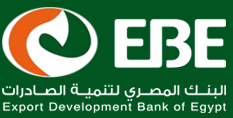 EBE
البنك المصري لتنمية الصادرات
Export Development Bank of Egypt